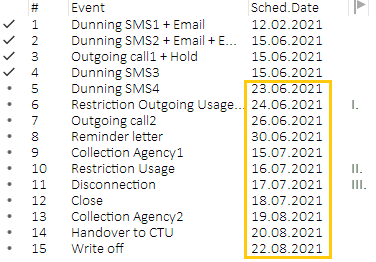 # Event Sched.Date
1 Dunning SMS1 + Email 12.02.2021
2 Dunning SMS2 + Email + E... 15.06.2021
3 Outgoing call1 + Hold 15.06.2021
4 Dunning SMS3 15.06.2021
5 Dunning SMS4 23.06.2021
6 Restriction Outgoing Usage... 24.06.2021 I.
7 Outgoing call2 26.06.2021
8 Reminder letter 30.06.2021
9 Collection Agency1 15.07.2021
10 Restriction Usage 16.07.2021 II.
11 Disconnection 17.07.2021 III.
12 Close 18.07.2021
13 Collection Agency2 19.08.2021
14 Handover to CTU 20.08.2021
15 Write off 22.08.2021